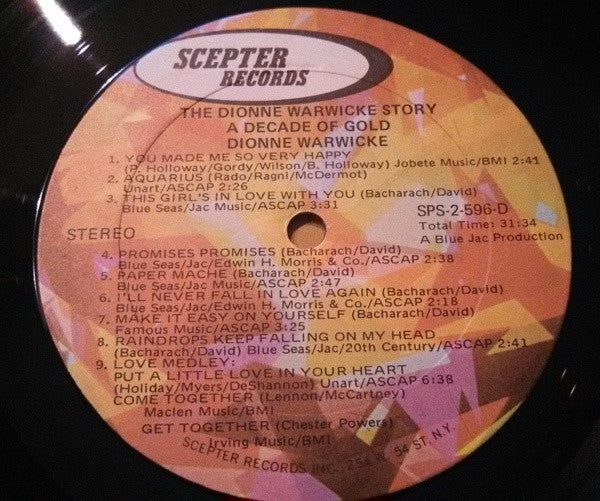 SCEPTER
RECORDS
THE DIONNE WARWICKE STORY
A DECADE OF GOLD
DIONNE WARWICKE
1. YOU MADE ME SO VERY HAPPY
(P. Holloway/Gordy/Wilson/B. Holloway) Jobete Music/BMI 2:41
2. AQUARIUS (Rado/Ragni/McDermot)
Unart/ASCAP 2:26
3. THIS GIRL'S IN LOVE WITH YOU (Bacharach/David)
Blue Seas/Jac Music/ASCAP 3:31
SPS-2-596-D
Total Time: 31:34
A Blue Jac Production
STEREO
4. PROMISES PROMISES (Bacharach/David)
Blue Seas/Jac/Edwin H. Morris & Co./ASCAP 2:38
5. PAPER MACHE (Bacharach/David)
Blue Seas/Jac Music/ASCAP 2:47
6. I'LL NEVER FALL IN LOVE AGAIN (Bacharach/David)
Blue Seas/Jac/Edwin H. Morris & Co./ASCAP 2:18
7. MAKE IT EASY ON YOURSELF (Bacharach/David)
Famous Music/ASCAP 3:25
8. RAINDROPS KEEP FALLING ON MY HEAD
(Bacharach/David) Blue Seas/Jac/20th Century/ASCAP 2:41
9. LOVE MEDLEY:
PUT A LITTLE LOVE IN YOUR HEART
(Holiday/Myers/DeShannon) Unart/ASCAP 6:38
COME TOGETHER (Lennon/McCartney)
Maclen Music/BMI
GET TOGETHER (Chester Powers)
Irving Music/BMI
SCEPTER RECORDS INC., 254 W. 54 ST. N.Y.